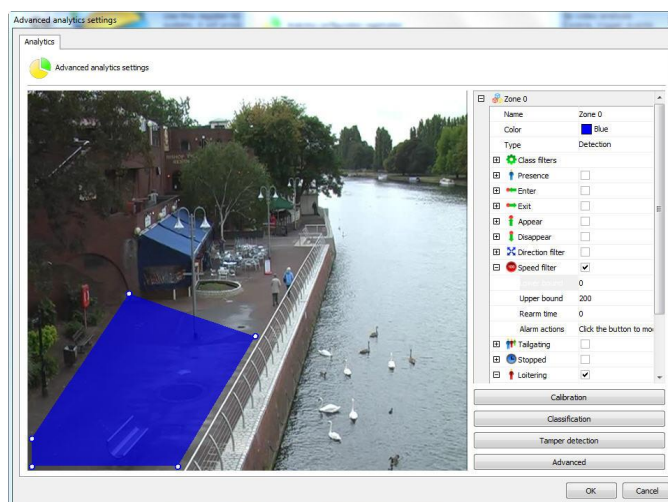 Advanced analytics settings
Analytics
Advanced analytics settings
Zone 0
Name Zone 0
Color Blue
Type Detection
Class filters
Presence
Enter
Exit
Appear
Disappear
Direction filter
Speed filter
Lower bound 0
Upper bound 200
Rearm time 0
Alarm actions Click the button to mo
Tailgating
Stopped
Loitering
Calibration
Classification
Tamper detection
Advanced
OK Cancel